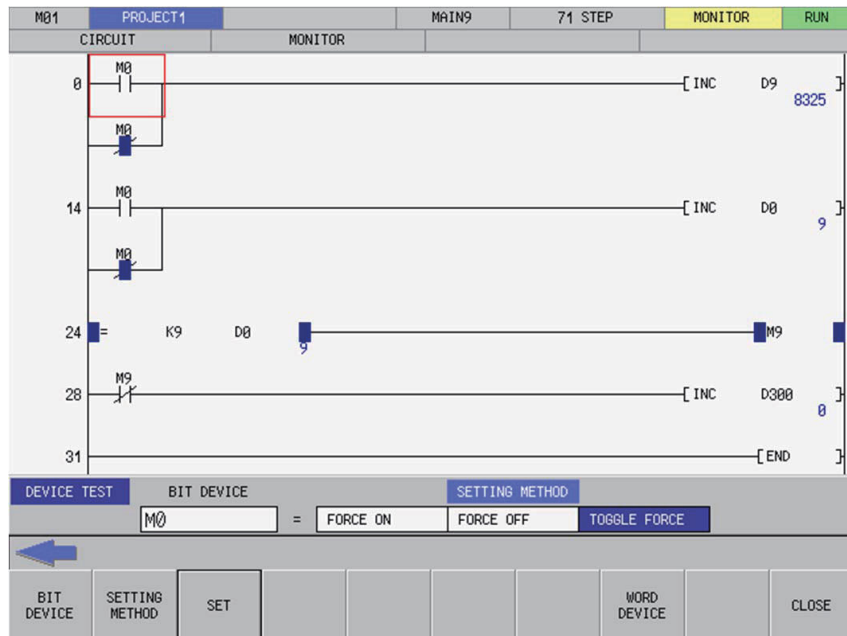 M01 PROJECT1 MAIN9 71 STEP MONITOR RUN
CIRCUIT MONITOR
M0
0 [ INC D9 ]
8325
M0
M0
14 [ INC D0 ]
9
M0
24 = K9 D0 M9
9
M9
28 [ INC D300 ]
0
31 [ END ]
DEVICE TEST BIT DEVICE SETTING METHOD
M0 = FORCE ON FORCE OFF TOGGLE FORCE
BIT DEVICE
SETTING METHOD
SET
WORD DEVICE
CLOSE